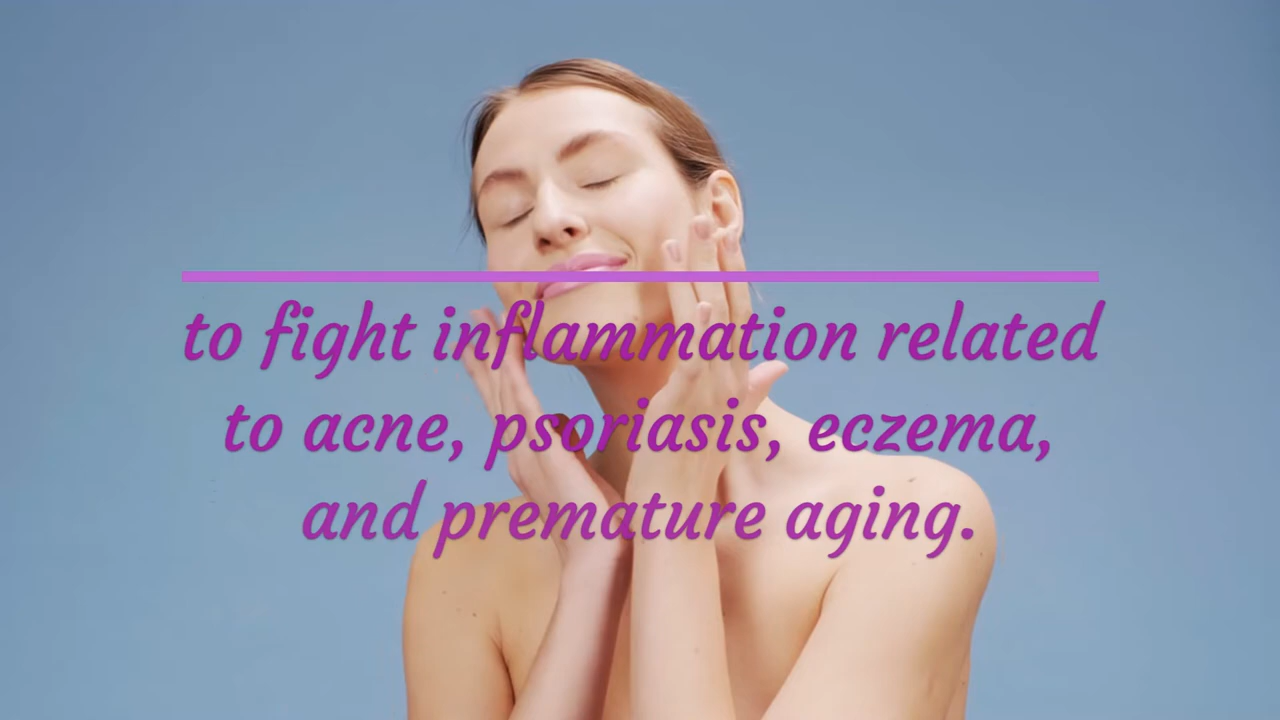 to fight inflammation related
to acne, psoriasis, eczema,
and premature aging.